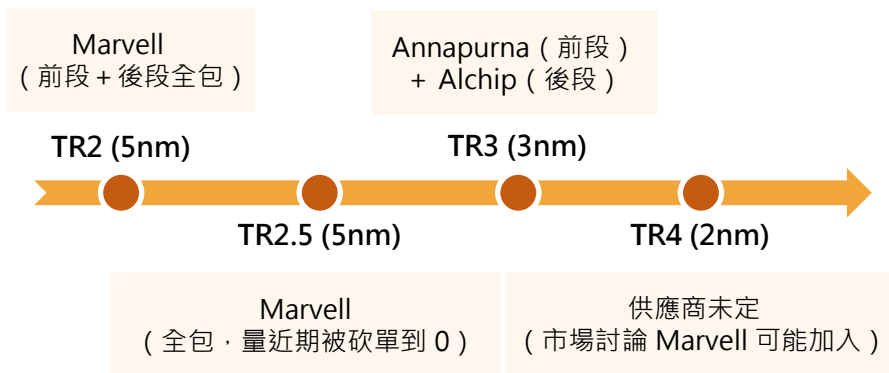 Marvell
（前段＋後段全包）
Annapurna（前段）
+ Alchip（後段）
TR2 (5nm)
TR3 (3nm)
TR2.5 (5nm)
TR4 (2nm)
Marvell
（全包，量近期被砍單到 0）
供應商未定
（市場討論 Marvell 可能加入）